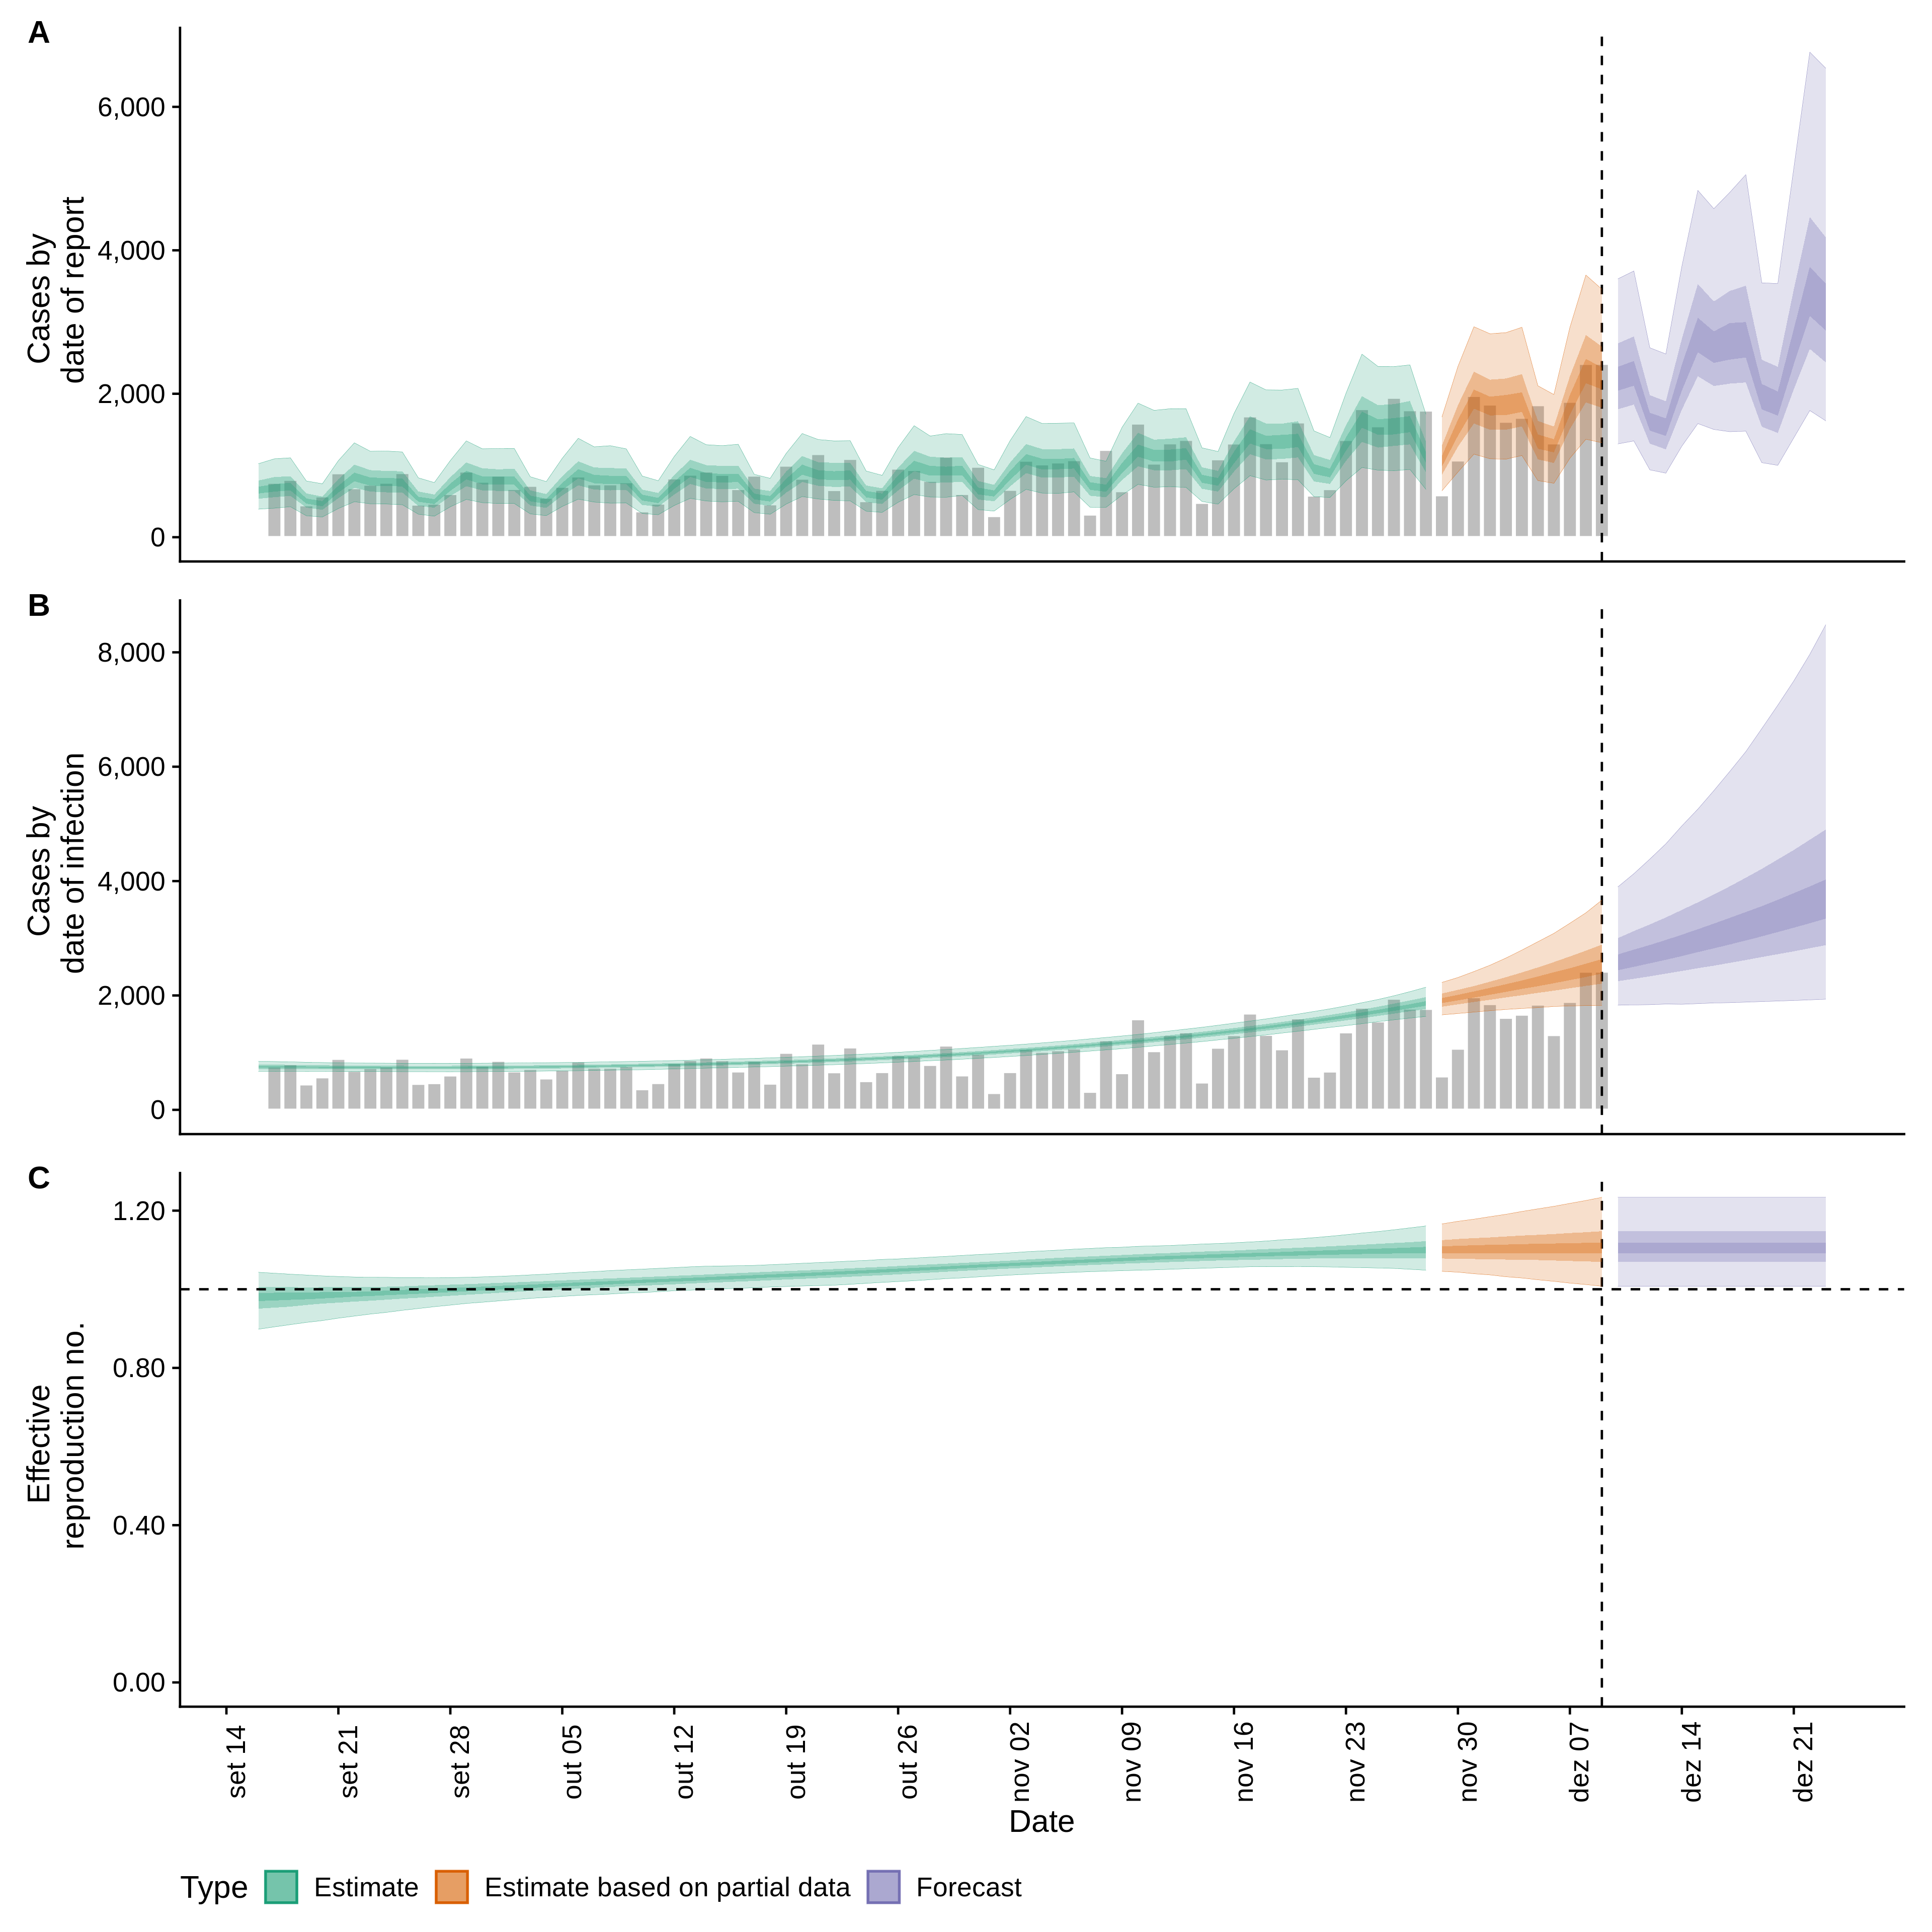 A
Cases by
date of report
6,000
4,000
2,000
0
B
Cases by
date of infection
8,000
6,000
4,000
2,000
0
C
Effective
reproduction no.
1.20
0.80
0.40
0.00
set 14
set 21
set 28
out 05
out 12
out 19
out 26
nov 02
nov 09
nov 16
nov 23
nov 30
dez 07
dez 14
dez 21
Date
Type
Estimate
Estimate based on partial data
Forecast